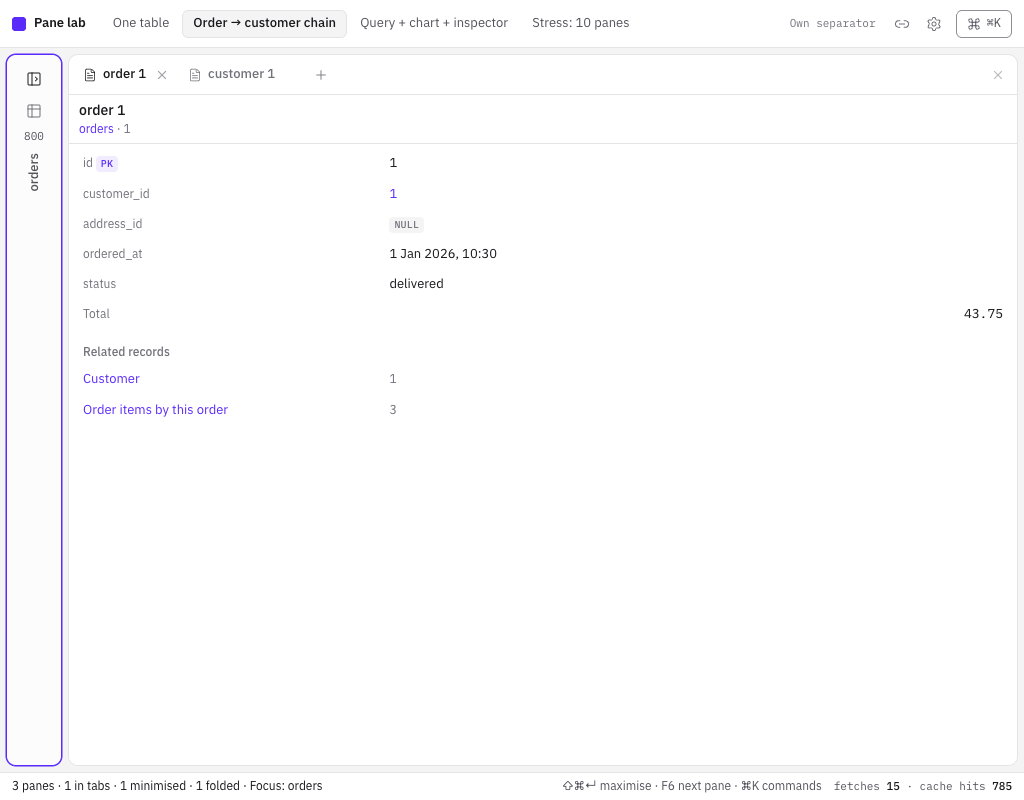 Pane lab One table Order → customer chain Query + chart + inspector Stress: 10 panes Own separator ⌘ ⌘K
order 1 customer 1
800
orders
order 1
orders · 1
id PK 1
customer_id 1
address_id NULL
ordered_at 1 Jan 2026, 10:30
status delivered
Total 43.75
Related records
Customer 1
Order items by this order 3
3 panes · 1 in tabs · 1 minimised · 1 folded · Focus: orders ⇧⌘↵ maximise · F6 next pane · ⌘K commands fetches 15 · cache hits 785